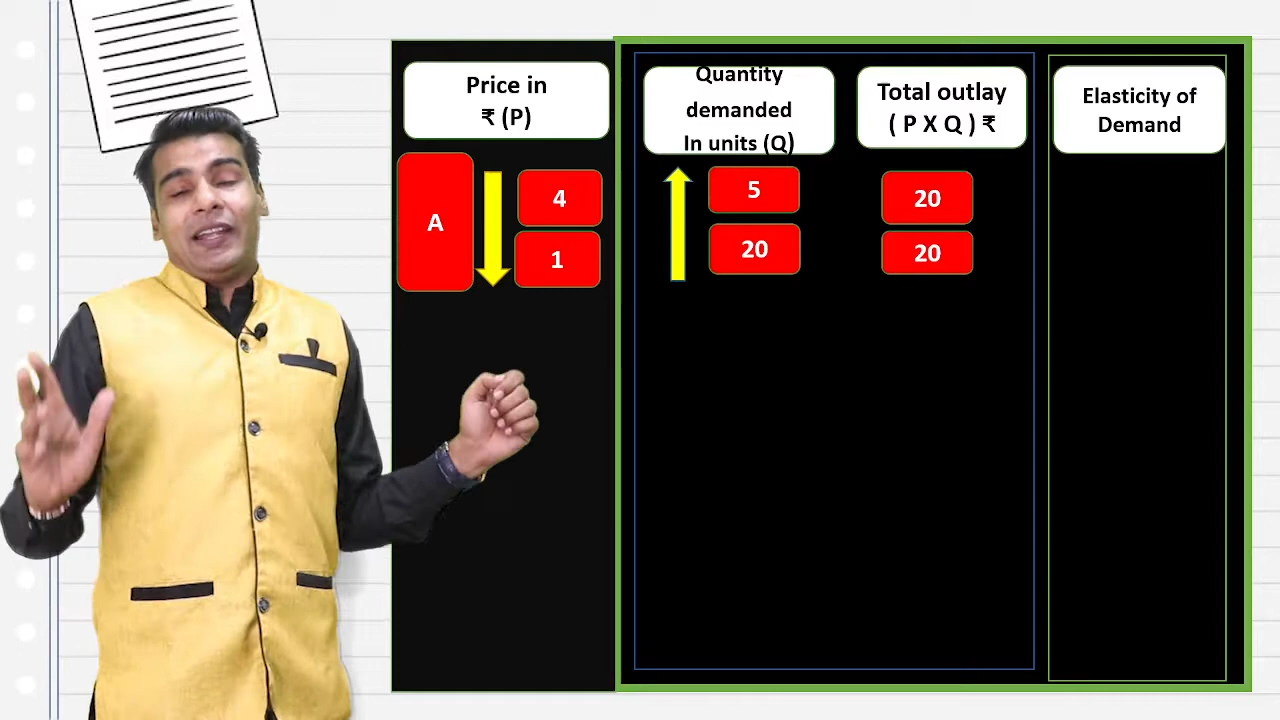 Price in
₹ (P)
Quantity
demanded
In units (Q)
Total outlay
( P X Q ) ₹
Elasticity of
Demand
A
4
5
20
1
20
20